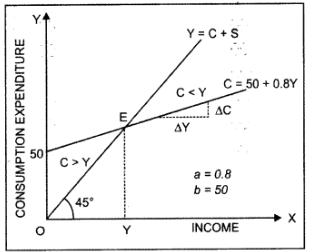 Y
Y = C + S
C < Y
C = 50 + 0.8Y
E
ΔC
ΔY
50
C > Y
a = 0.8
b = 50
45°
O
Y
INCOME
X
CONSUMPTION EXPENDITURE